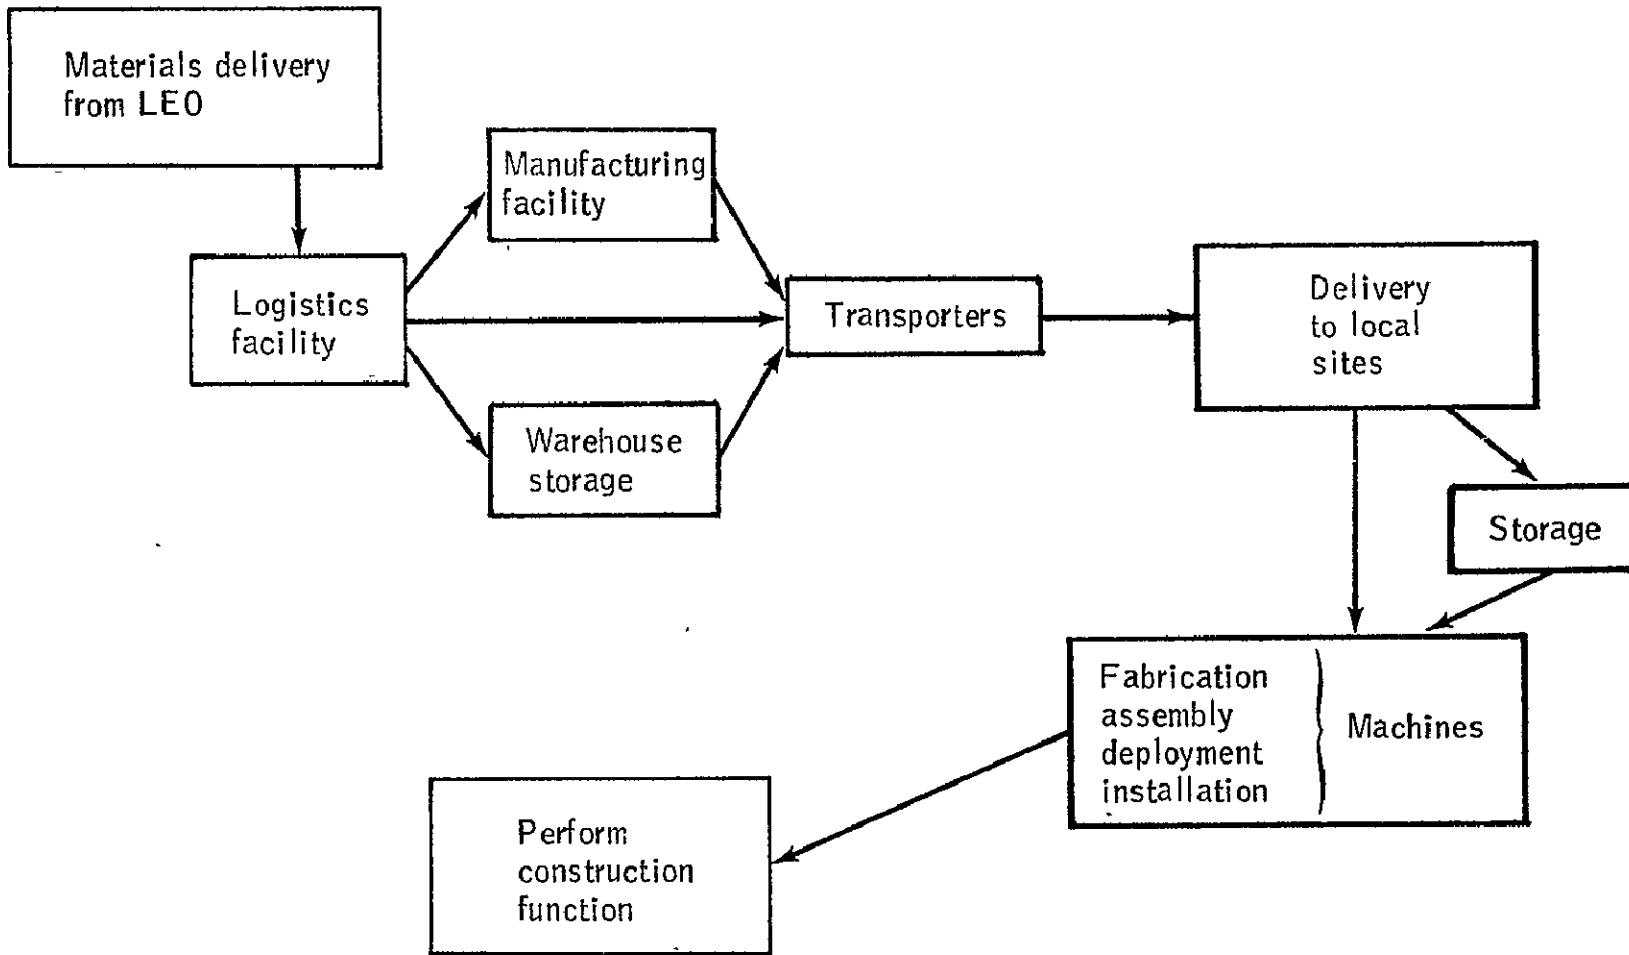 Materials delivery
from LEO
Manufacturing
facility
Logistics
facility
Transporters
Delivery
to local
sites
Warehouse
storage
Storage
Fabrication
assembly
deployment
installation
Machines
Perform
construction
function